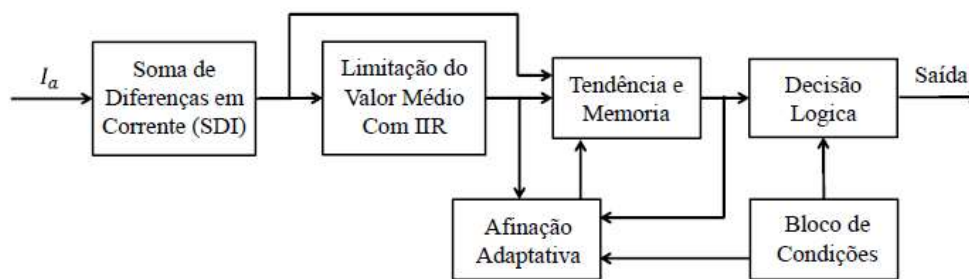 I_a
Soma de
Diferenças em
Corrente (SDI)
Limitação do
Valor Médio
Com IIR
Tendência e
Memoria
Decisão
Logica
Saída
Afinação
Adaptativa
Bloco de
Condições